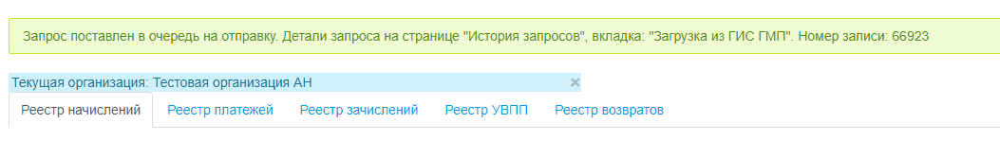 Запрос поставлен в очередь на отправку. Детали запроса на странице "История запросов", вкладка: "Загрузка из ГИС ГМП". Номер записи: 66923
Текущая организация: Тестовая организация АН
Реестр начислений Реестр платежей Реестр зачислений Реестр УВПП Реестр возвратов